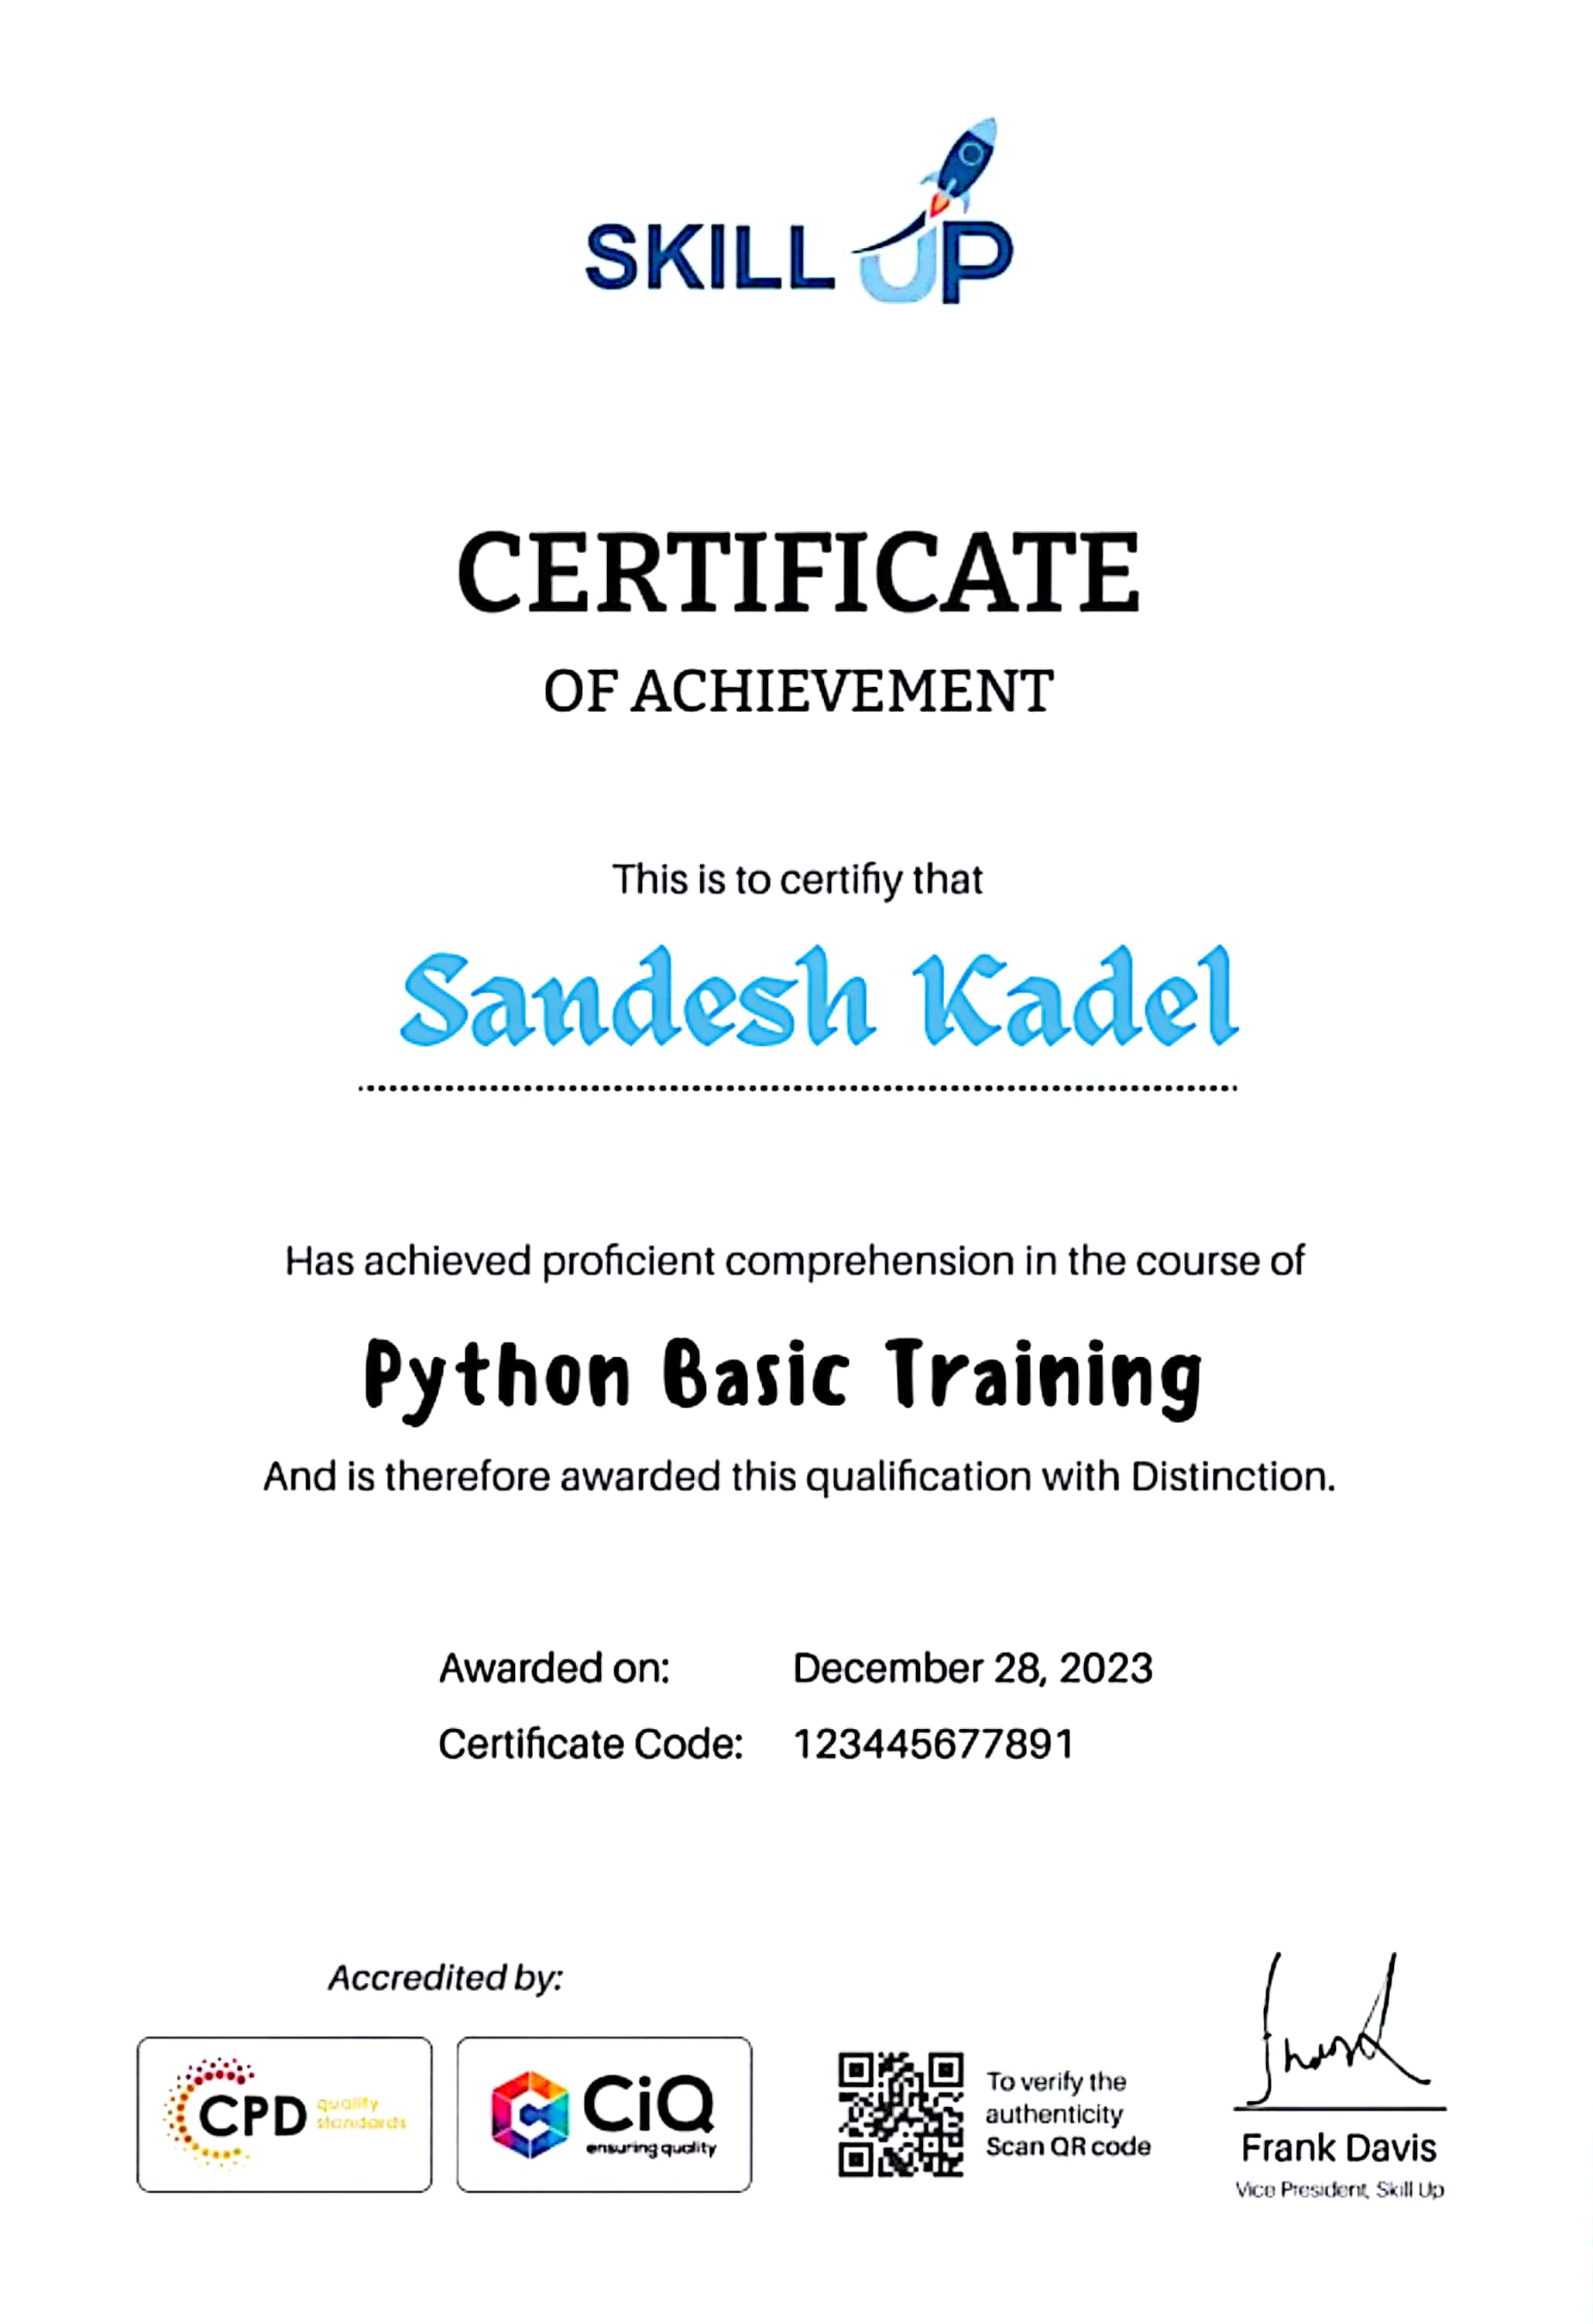 SKILL UP
CERTIFICATE
OF ACHIEVEMENT
This is to certifiy that
Sandesh Kadel
Has achieved proficient comprehension in the course of
Python Basic Training
And is therefore awarded this qualification with Distinction.
Awarded on: December 28, 2023
Certificate Code: 123445677891
Accredited by:
CPD quality standards
CiQ
ensuring quality
To verify the
authenticity
Scan QR code
Frank Davis
Vice President, Skill Up